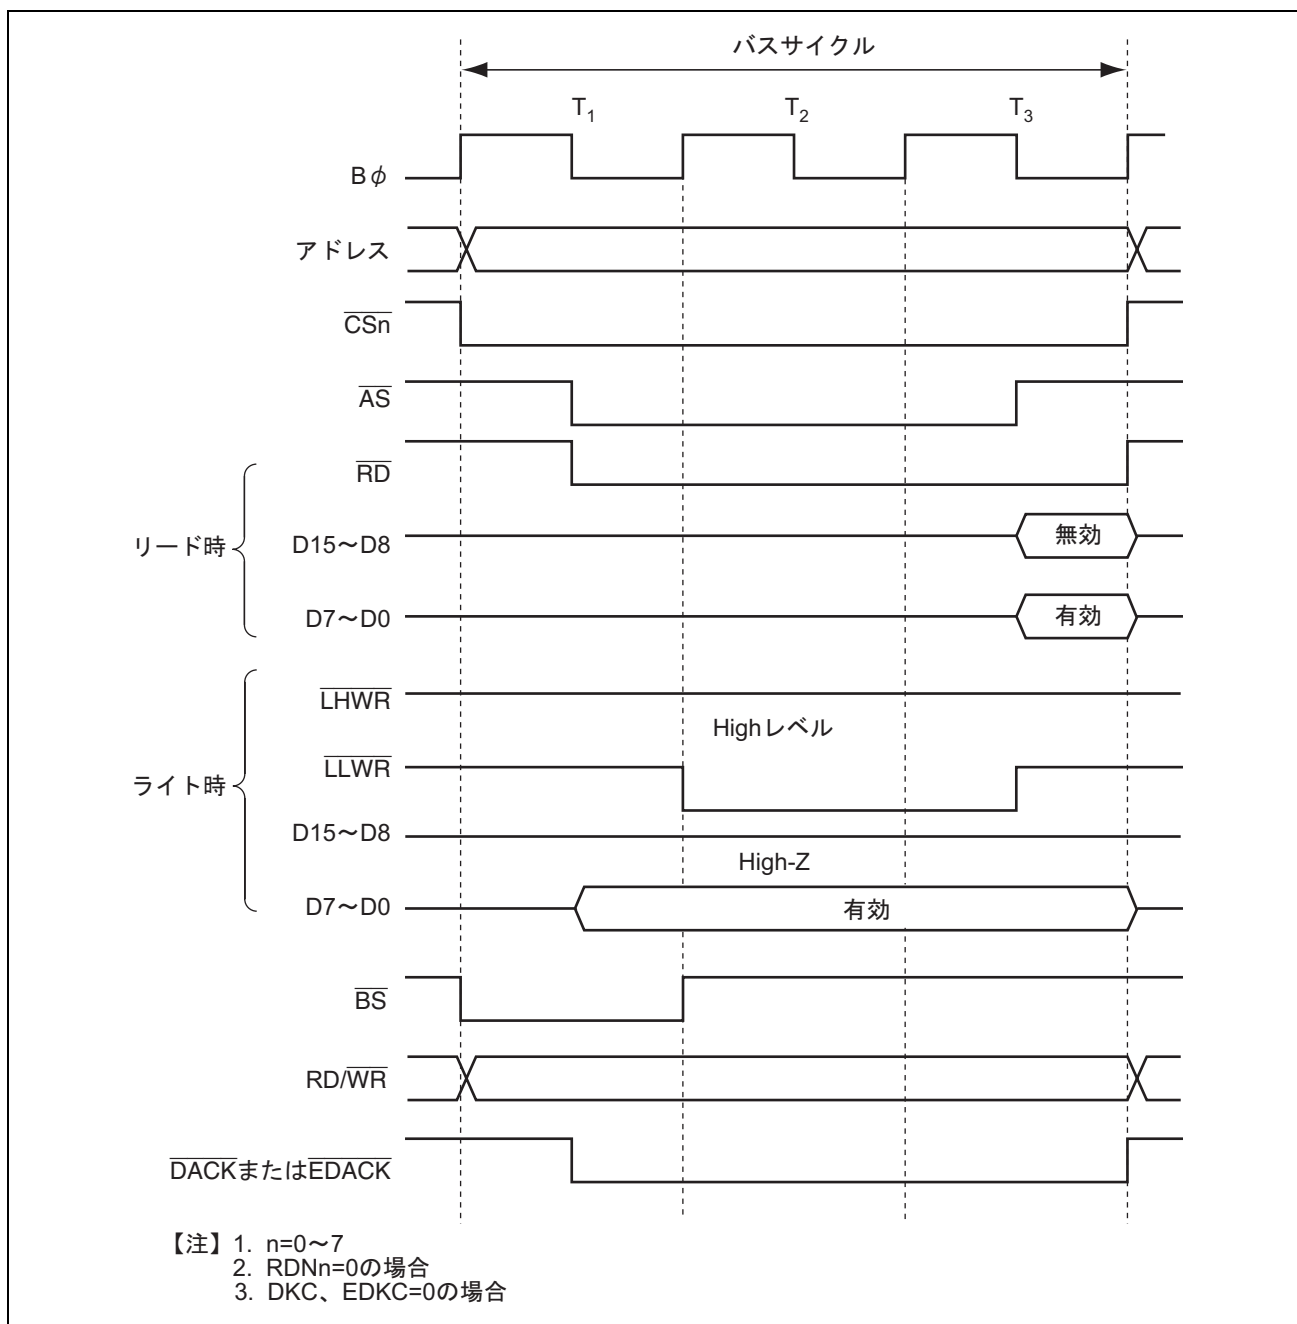 バスサイクル
T1 T2 T3
Bφ
アドレス
CSn
AS
RD
リード時
D15～D8 無効
D7～D0 有効
LHWR
Highレベル
ライト時
LLWR
D15～D8
High-Z
D7～D0 有効
BS
RD/WR
DACKまたはEDACK
【注】1. n=0～7
2. RDNn=0の場合
3. DKC、EDKC=0の場合